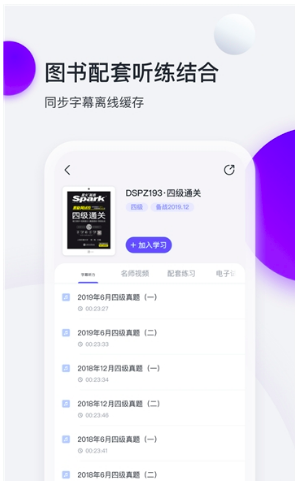 图书配套听练结合
同步字幕离线缓存
Spark
四级通关
DSPZ193·四级通关
四级 备战2019.12
+ 加入学习
名师视频 配套练习 电子
2019年6月四级真题（一）
00:23:27
2019年6月四级真题（二）
00:23:33
2018年12月四级真题（一）
00:23:34
2018年12月四级真题（二）
00:23:46
2018年6月四级真题（一）
00:23:41
2018年6月四级真题（二）